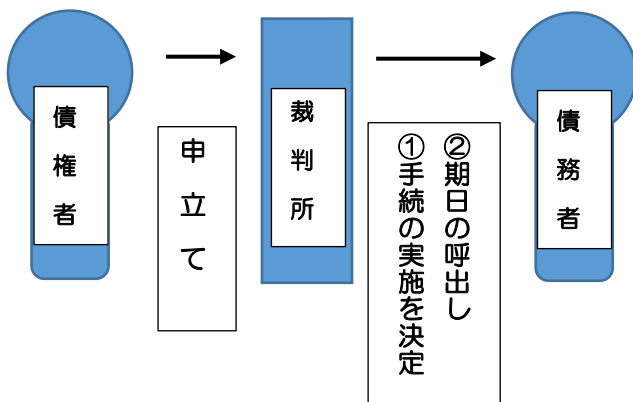 債権者
申立て
裁判所
②期日の呼出し
①手続の実施を決定
債務者